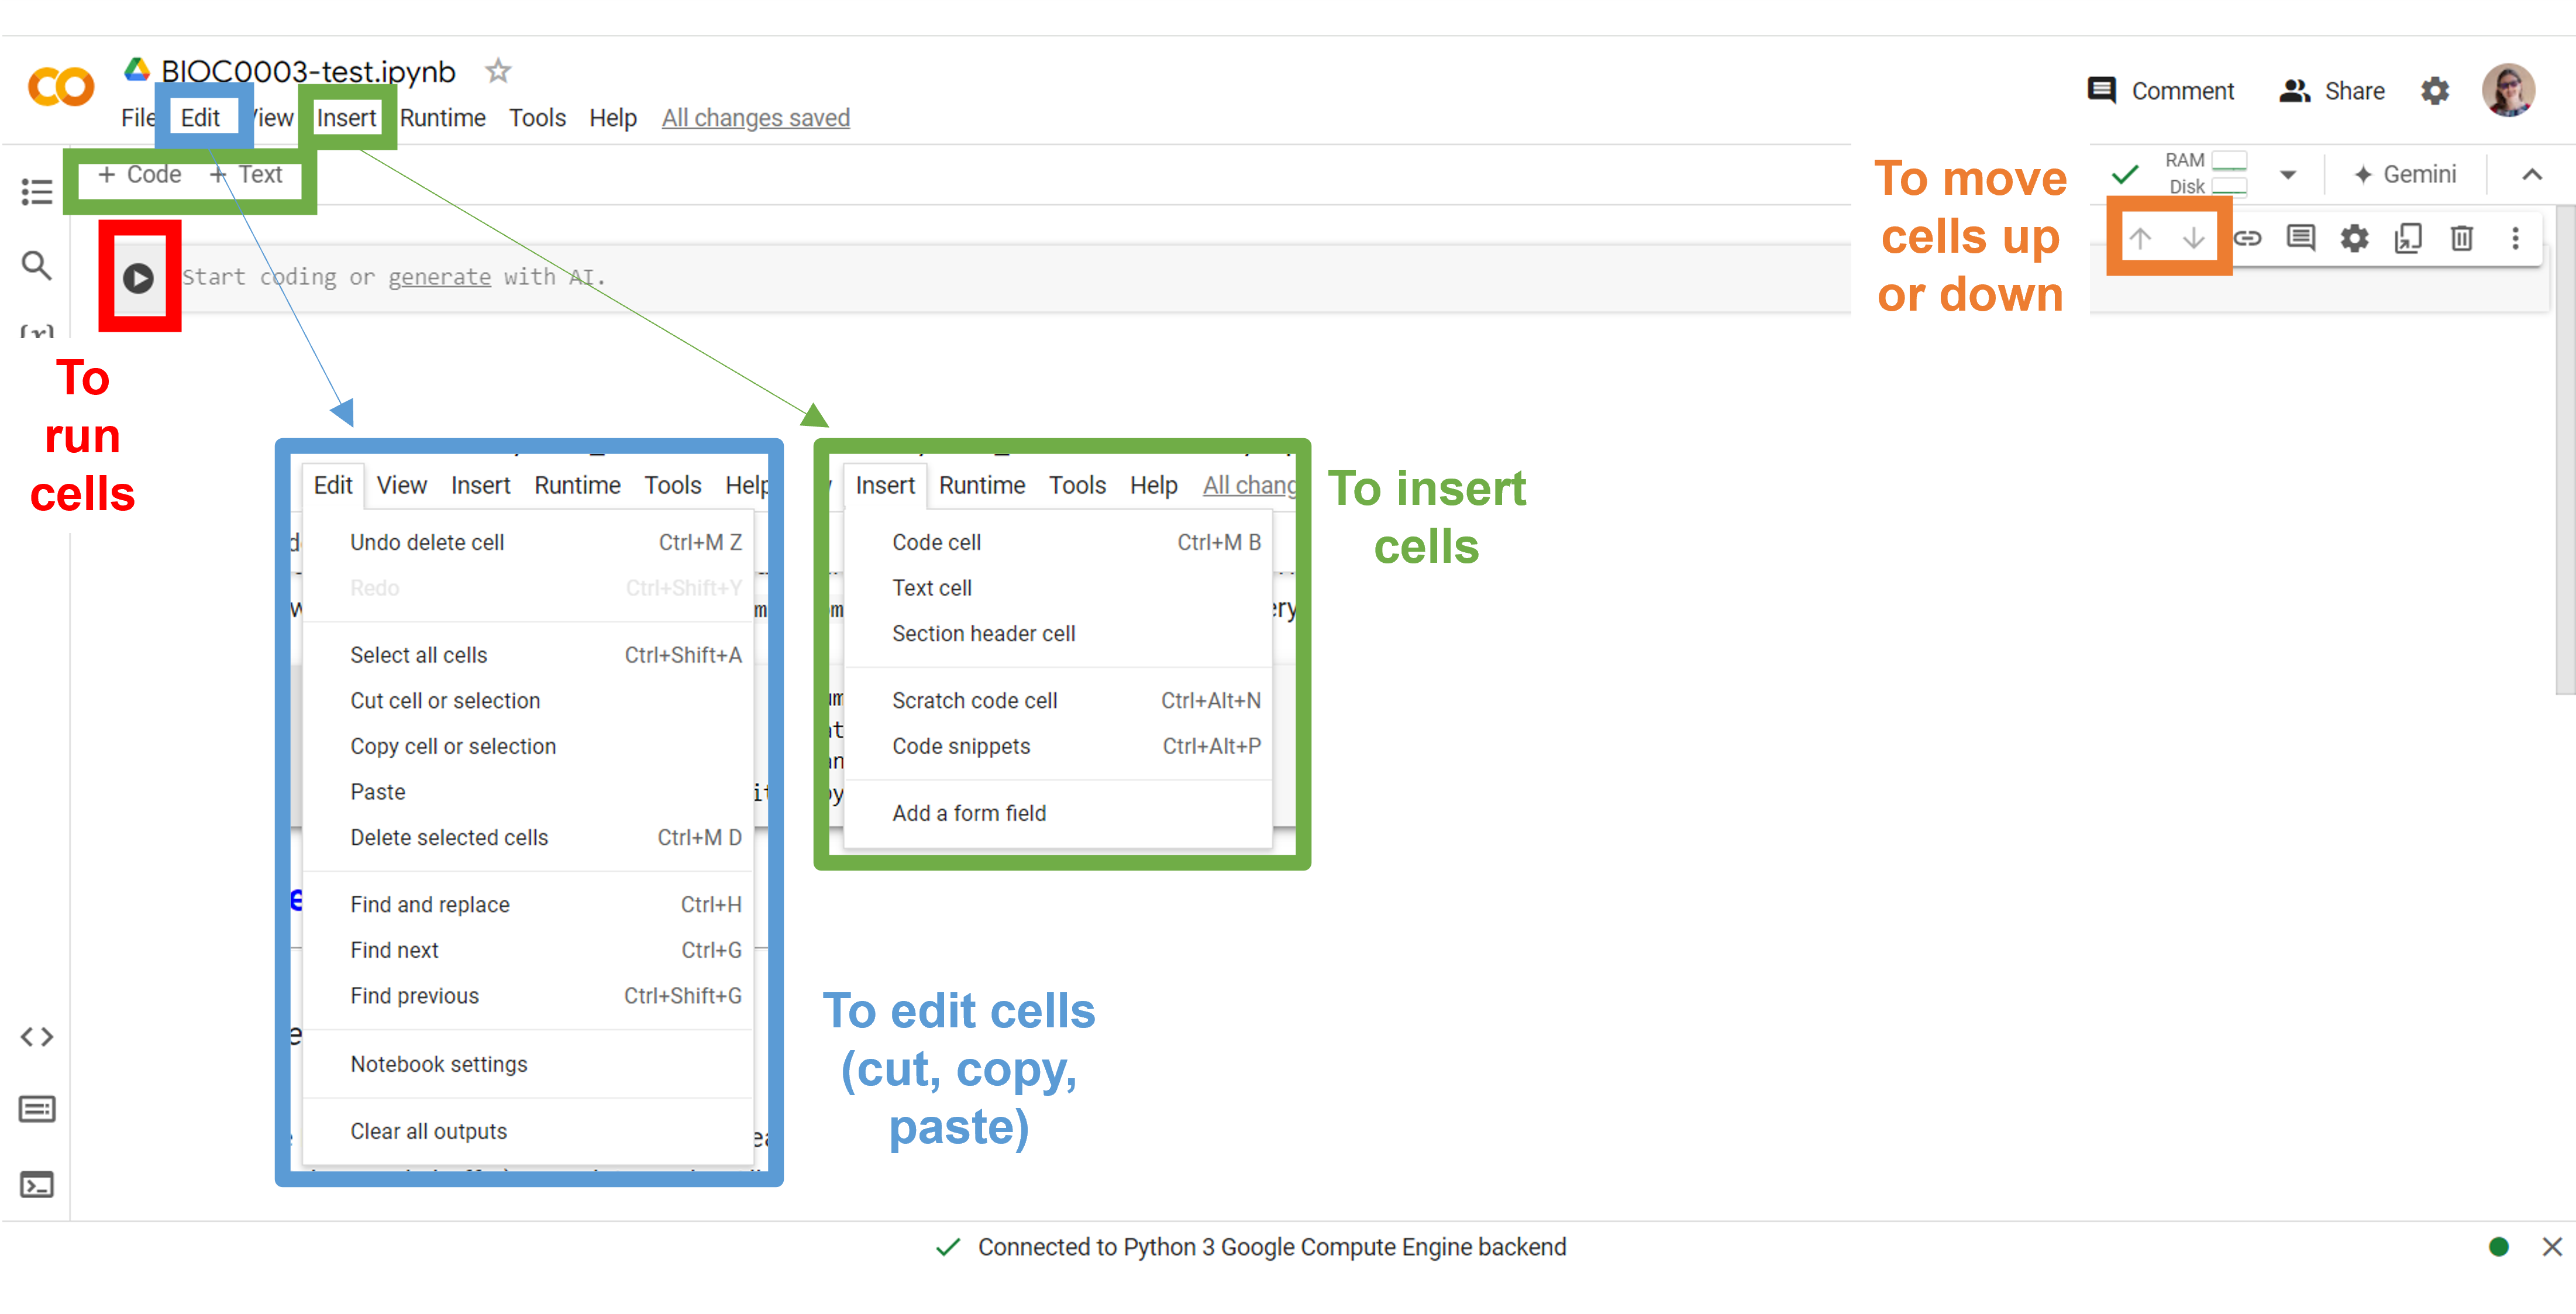 BIOC0003-test.ipynb
File Edit View Insert Runtime Tools Help All changes saved
Comment Share
+ Code + Text
RAM
Disk
Gemini
To move
cells up
or down
Start coding or generate with AI.
{x}
To
run
cells
Edit View Insert Runtime Tools Help
Undo delete cell Ctrl+M Z
Redo Ctrl+Shift+Y
Select all cells Ctrl+Shift+A
Cut cell or selection
Copy cell or selection
Paste
Delete selected cells Ctrl+M D
Find and replace Ctrl+H
Find next Ctrl+G
Find previous Ctrl+Shift+G
Notebook settings
Clear all outputs
Insert Runtime Tools Help All chang
Code cell Ctrl+M B
Text cell
Section header cell
Scratch code cell Ctrl+Alt+N
Code snippets Ctrl+Alt+P
Add a form field
To insert
cells
To edit cells
(cut, copy,
paste)
Connected to Python 3 Google Compute Engine backend